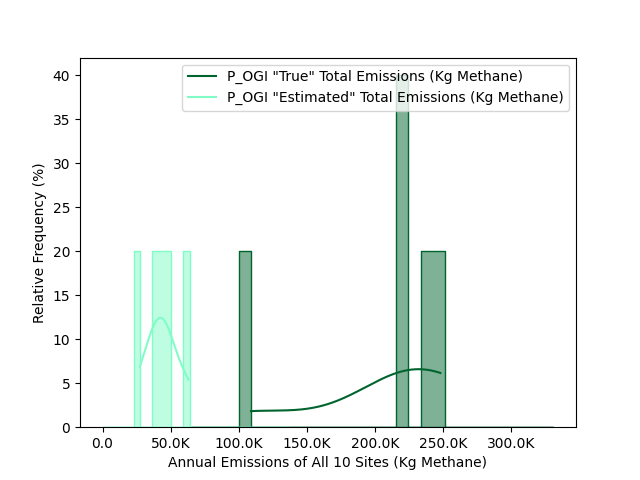 P_OGI "True" Total Emissions (Kg Methane)
P_OGI "Estimated" Total Emissions (Kg Methane)
40
35
30
25
20
15
10
5
0
Relative Frequency (%)
0.0 50.0K 100.0K 150.0K 200.0K 250.0K 300.0K
Annual Emissions of All 10 Sites (Kg Methane)